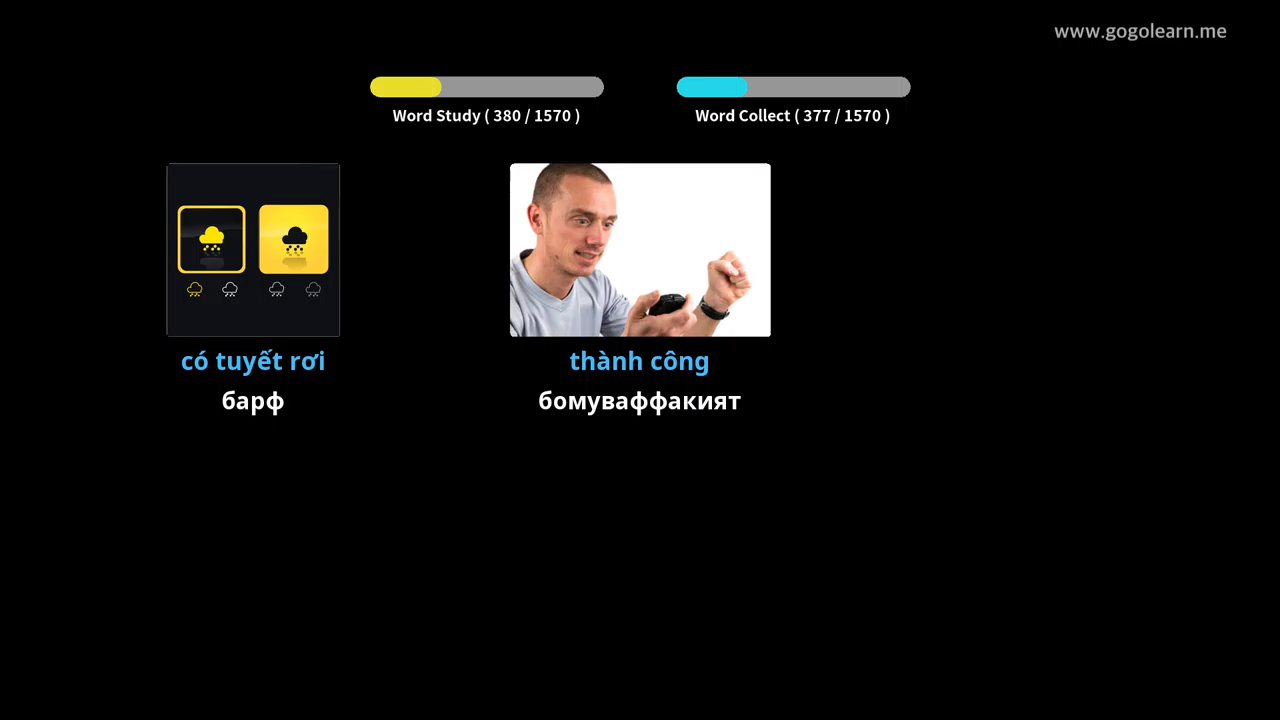 www.gogolearn.me
Word Study ( 380 / 1570 )
Word Collect ( 377 / 1570 )
có tuyết rơi
thành công
барф
бомуваффакият